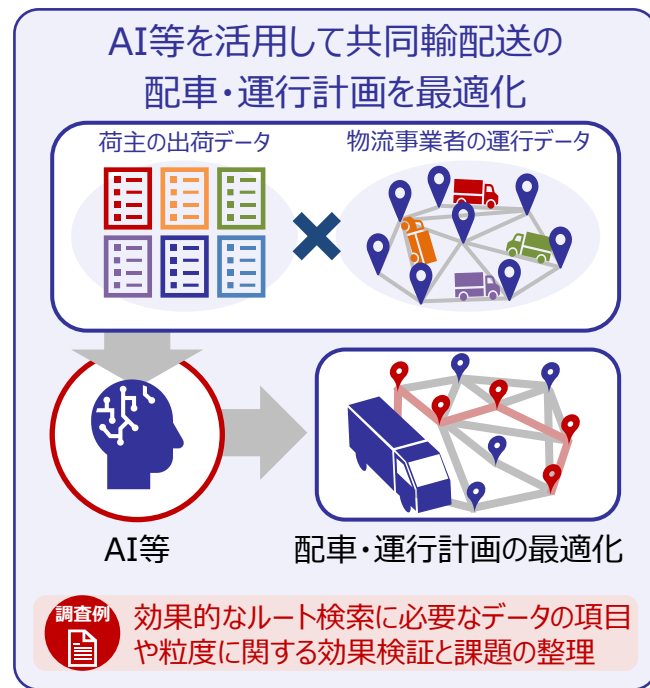 AI等を活用して共同輸配送の
配車・運行計画を最適化
荷主の出荷データ
物流事業者の運行データ
AI等
配車・運行計画の最適化
調査例
効果的なルート検索に必要なデータの項目
や粒度に関する効果検証と課題の整理